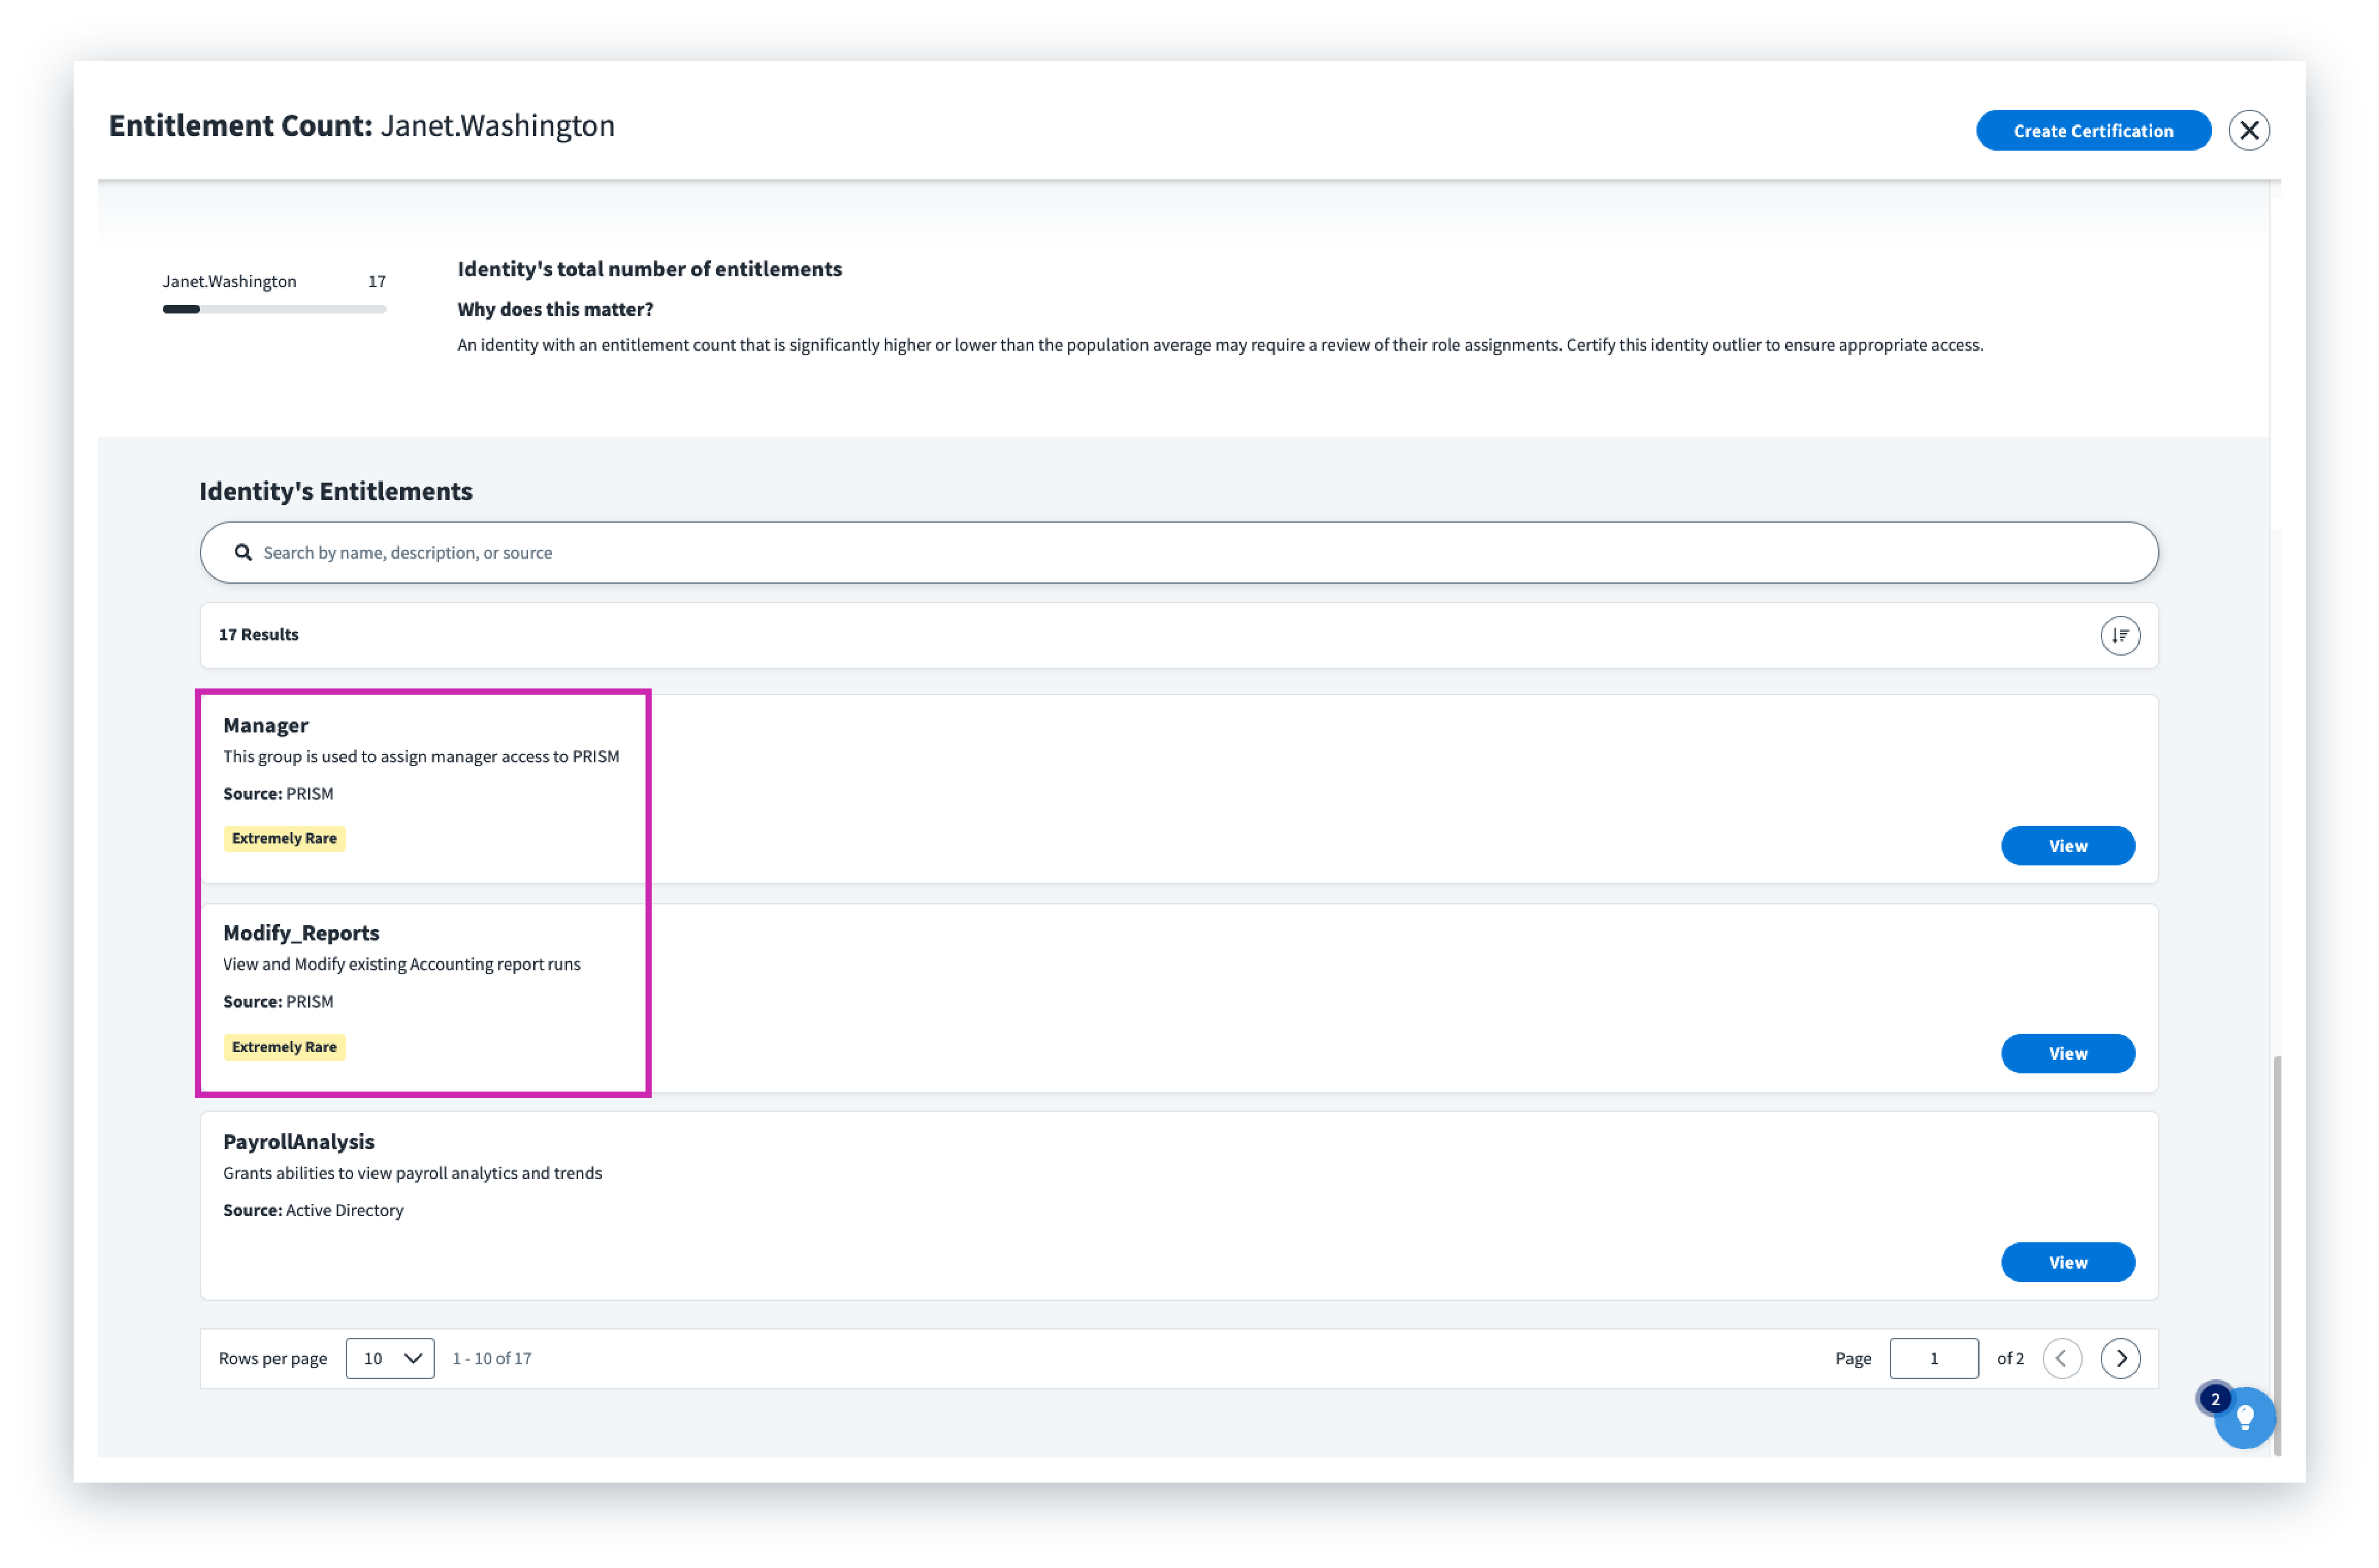 Entitlement Count: Janet.Washington
Create Certification
Janet.Washington 17
Identity's total number of entitlements
Why does this matter?
An identity with an entitlement count that is significantly higher or lower than the population average may require a review of their role assignments. Certify this identity outlier to ensure appropriate access.
Identity's Entitlements
Search by name, description, or source
17 Results
Manager
This group is used to assign manager access to PRISM
Source: PRISM
Extremely Rare
View
Modify_Reports
View and Modify existing Accounting report runs
Source: PRISM
Extremely Rare
View
PayrollAnalysis
Grants abilities to view payroll analytics and trends
Source: Active Directory
View
Rows per page 10 1 - 10 of 17 Page 1 of 2
2